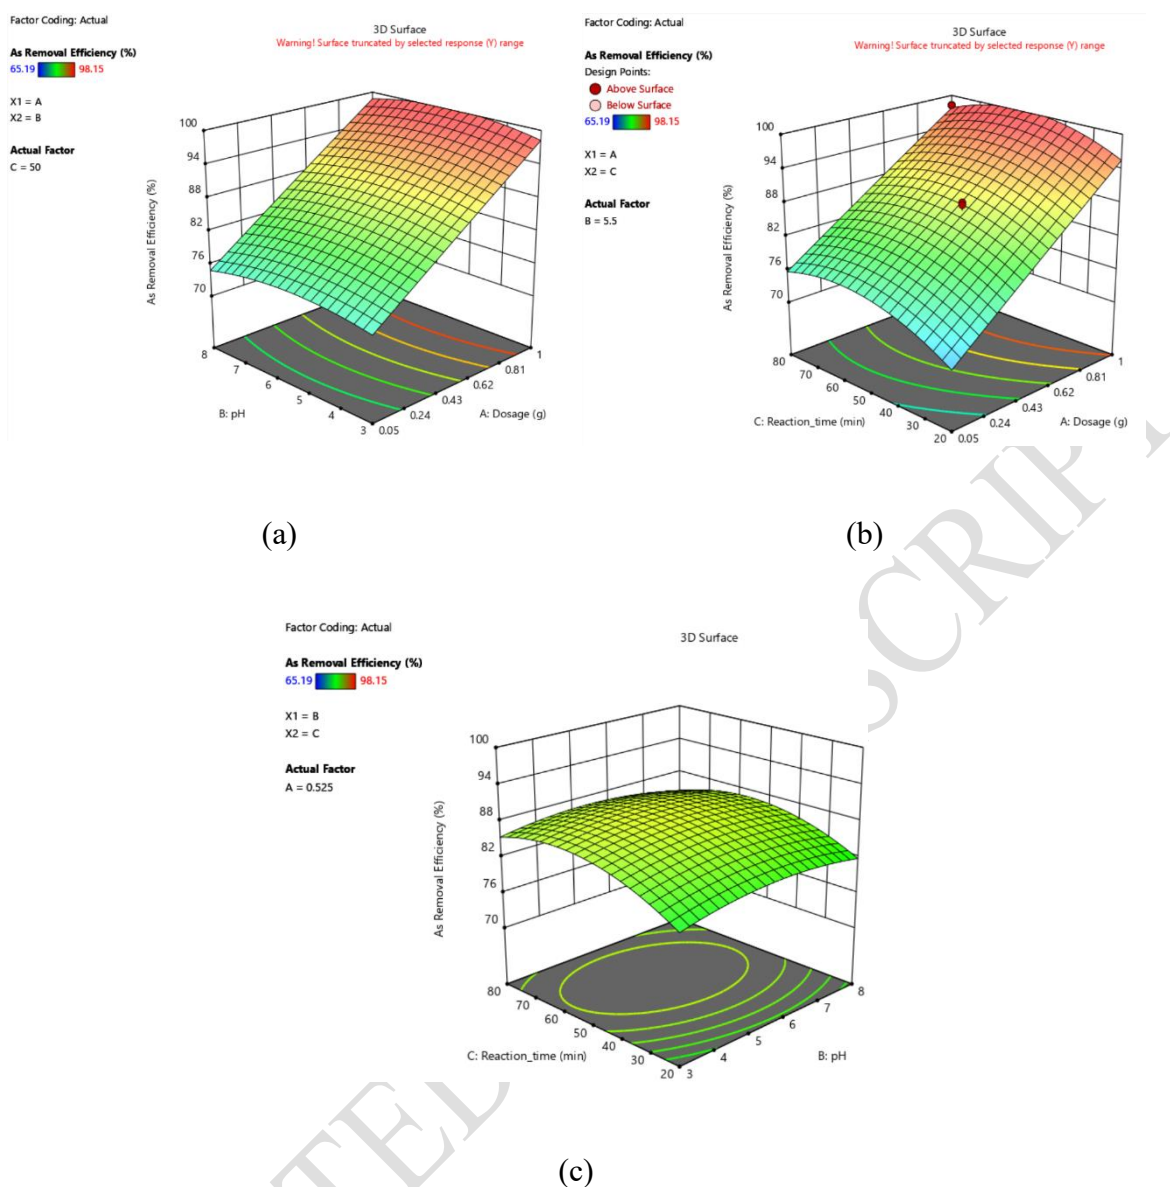 Factor Coding: Actual
3D Surface
Warning! Surface truncated by selected response (Y) range
As Removal Efficiency (%)
65.19 98.15
X1 = A
X2 = B
Actual Factor
C = 50
As Removal Efficiency (%)
100
94
88
82
76
70
8
7
6
5
4
3
B: pH
0.05
0.24
0.43
0.62
0.81
1
A: Dosage (g)
(a)
Factor Coding: Actual
3D Surface
Warning! Surface truncated by selected response (Y) range
As Removal Efficiency (%)
Design Points:
Above Surface
Below Surface
65.19 98.15
X1 = A
X2 = C
Actual Factor
B = 5.5
As Removal Efficiency (%)
100
94
88
82
76
70
80
70
60
50
40
30
20
C: Reaction_time (min)
0.05
0.24
0.43
0.62
0.81
1
A: Dosage (g)
(b)
Factor Coding: Actual
3D Surface
As Removal Efficiency (%)
65.19 98.15
X1 = B
X2 = C
Actual Factor
A = 0.525
As Removal Efficiency (%)
100
94
88
82
76
70
80
70
60
50
40
30
20
C: Reaction_time (min)
3
4
5
6
7
8
B: pH
(c)